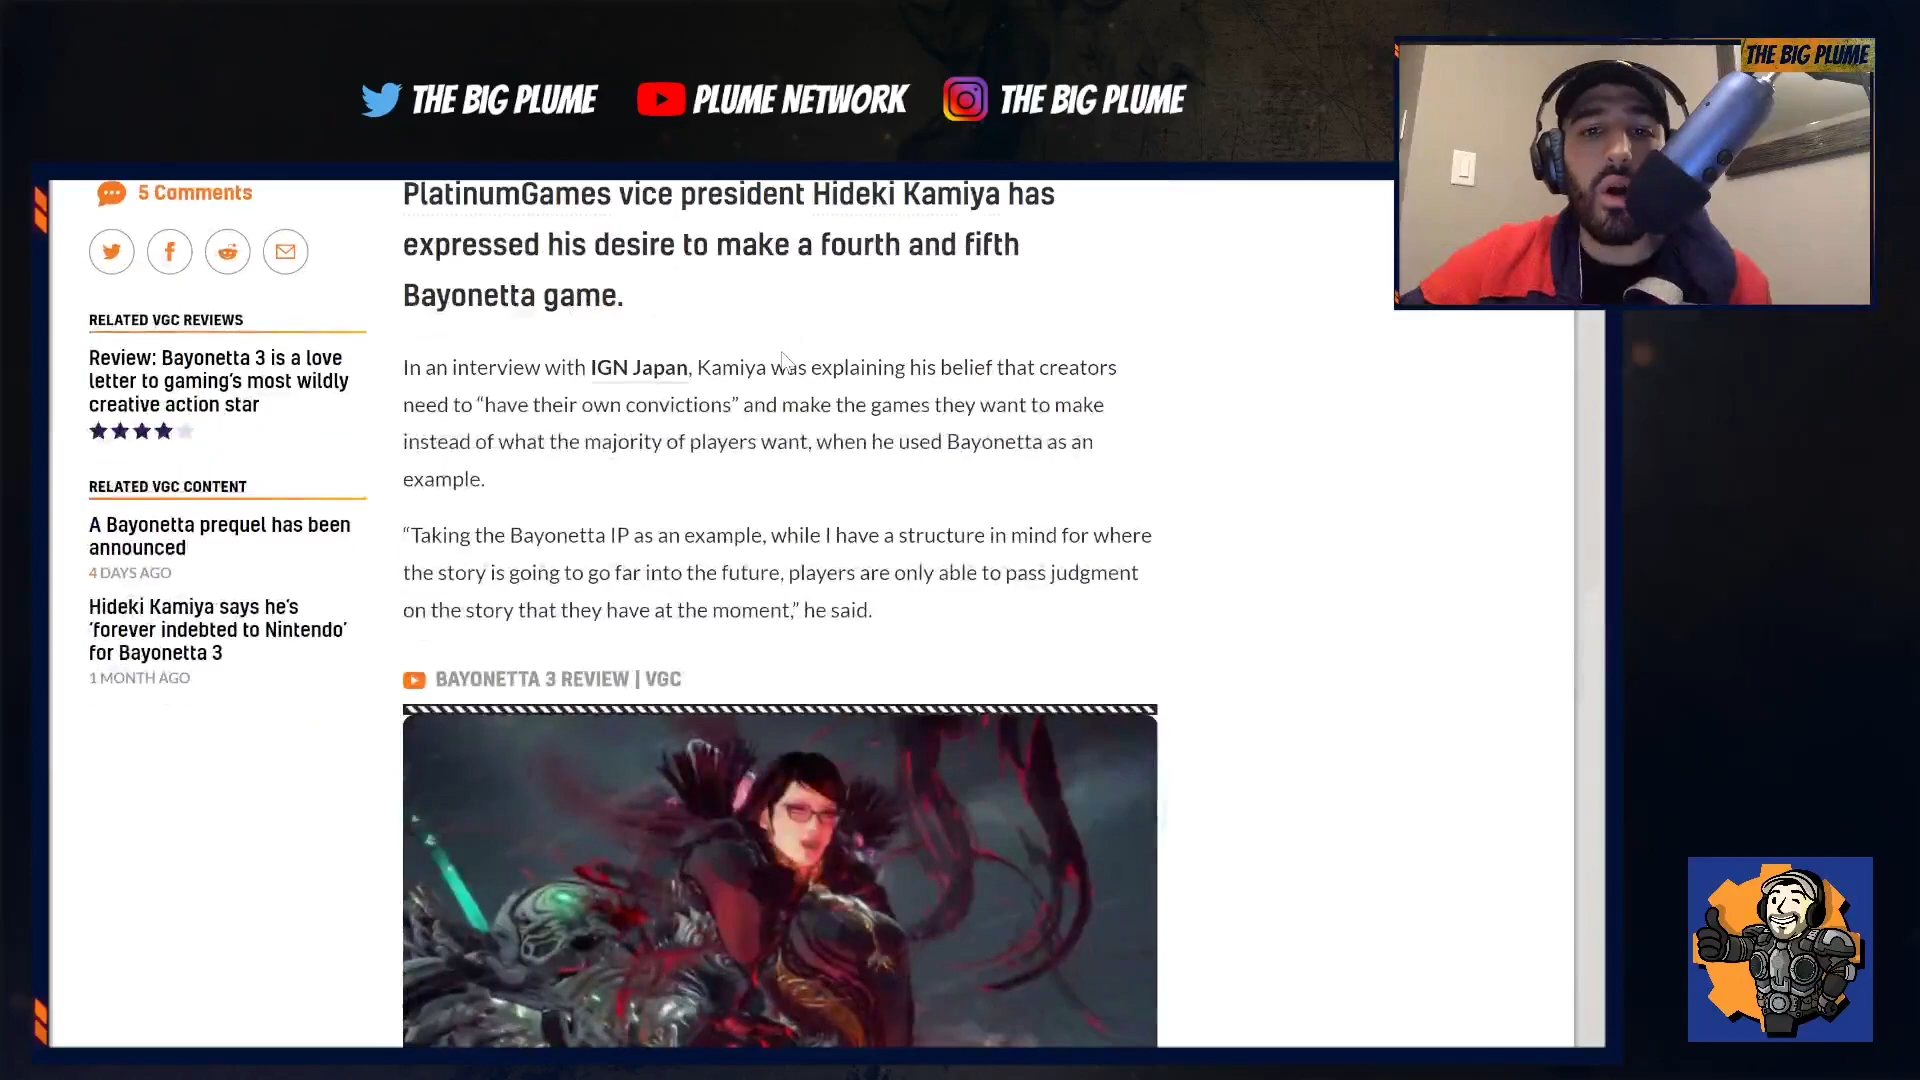 THE BIG PLUME
PLUME NETWORK
THE BIG PLUME
THE BIG PLUME
5 Comments
RELATED VGC REVIEWS
Review: Bayonetta 3 is a love
letter to gaming's most wildly
creative action star
RELATED VGC CONTENT
A Bayonetta prequel has been
announced
4 DAYS AGO
Hideki Kamiya says he's
‘forever indebted to Nintendo’
for Bayonetta 3
1 MONTH AGO
PlatinumGames vice president Hideki Kamiya has
expressed his desire to make a fourth and fifth
Bayonetta game.
In an interview with IGN Japan, Kamiya was explaining his belief that creators
need to “have their own convictions” and make the games they want to make
instead of what the majority of players want, when he used Bayonetta as an
example.
“Taking the Bayonetta IP as an example, while I have a structure in mind for where
the story is going to go far into the future, players are only able to pass judgment
on the story that they have at the moment,” he said.
BAYONETTA 3 REVIEW | VGC